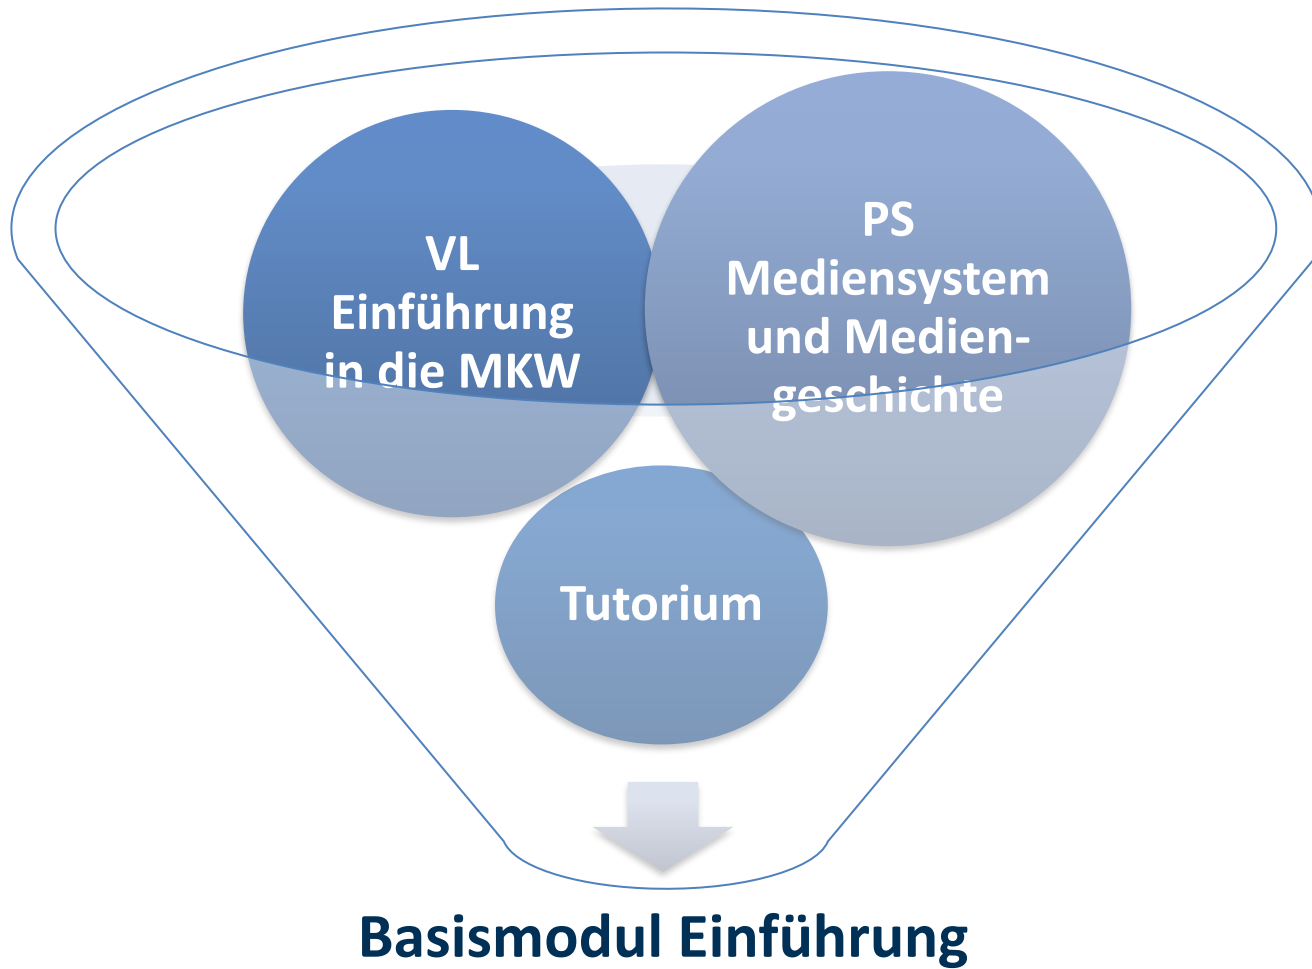 VL
Einführung
in die MKW
PS
Mediensystem
und Medien-
geschichte
Tutorium
Basismodul Einführung